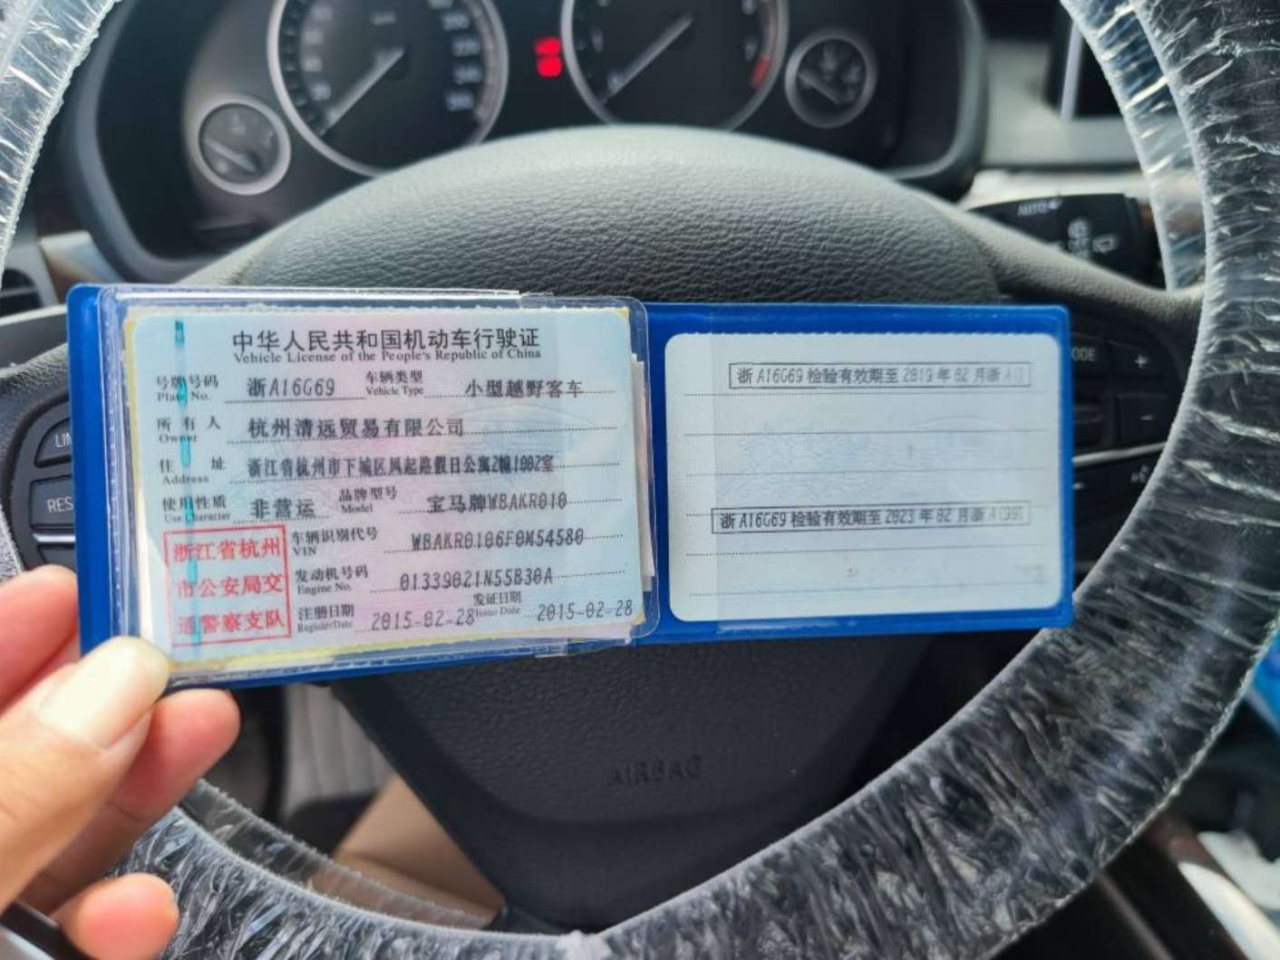 中华人民共和国机动车行驶证
Vehicle License of the People's Republic of China
号牌号码 浙A16G69 车辆类型 小型越野客车
Plate No. Vehicle Type
所有人 杭州清远贸易有限公司
Owner
住址 浙江省杭州市下城区凤起路假日公寓2幢1002室
Address
使用性质 非营运 品牌型号 宝马牌WBAKR010
Use Character Model
浙江省杭州
市公安局交
通警察支队
车辆识别代号 WBAKR0106F0M54580
VIN
发动机号码 01339021N55B30A
Engine No.
注册日期 2015-02-28 发证日期 2015-02-28
Register Date Issue Date
浙A16G69 检验有效期至 2019 年 02 月浙A
浙A16G69 检验有效期至 2023 年 02 月浙A(99)
AIRBAG
AUTO
RES